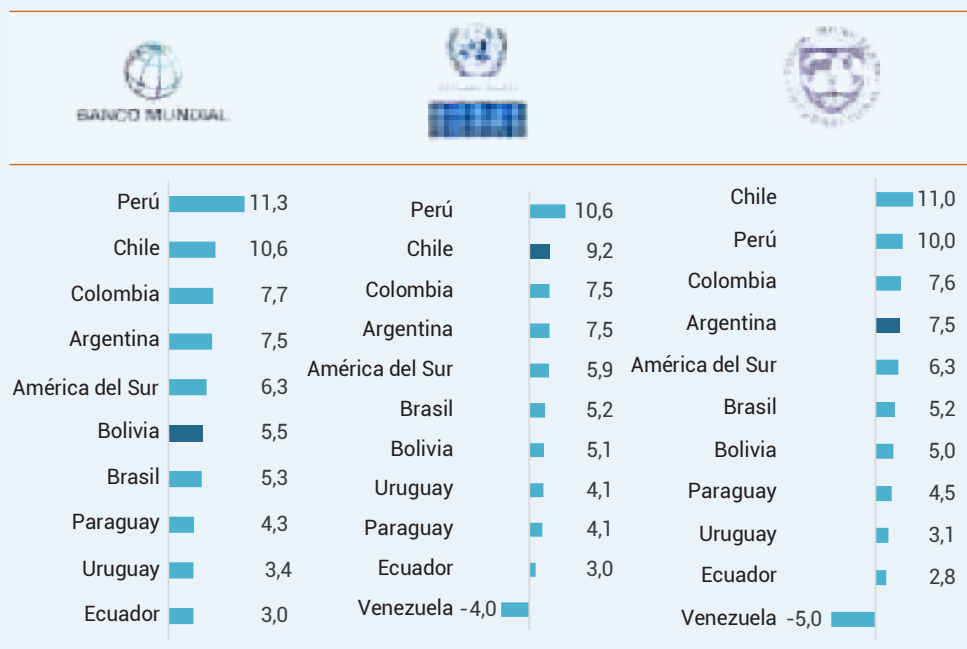 BANCO MUNDIAL
Perú 11,3
Chile 10,6
Colombia 7,7
Argentina 7,5
América del Sur 6,3
Bolivia 5,5
Brasil 5,3
Paraguay 4,3
Uruguay 3,4
Ecuador 3,0
Perú 10,6
Chile 9,2
Colombia 7,5
Argentina 7,5
América del Sur 5,9
Brasil 5,2
Bolivia 5,1
Uruguay 4,1
Paraguay 4,1
Ecuador 3,0
Venezuela -4,0
Chile 11,0
Perú 10,0
Colombia 7,6
Argentina 7,5
América del Sur 6,3
Brasil 5,2
Bolivia 5,0
Paraguay 4,5
Uruguay 3,1
Ecuador 2,8
Venezuela -5,0